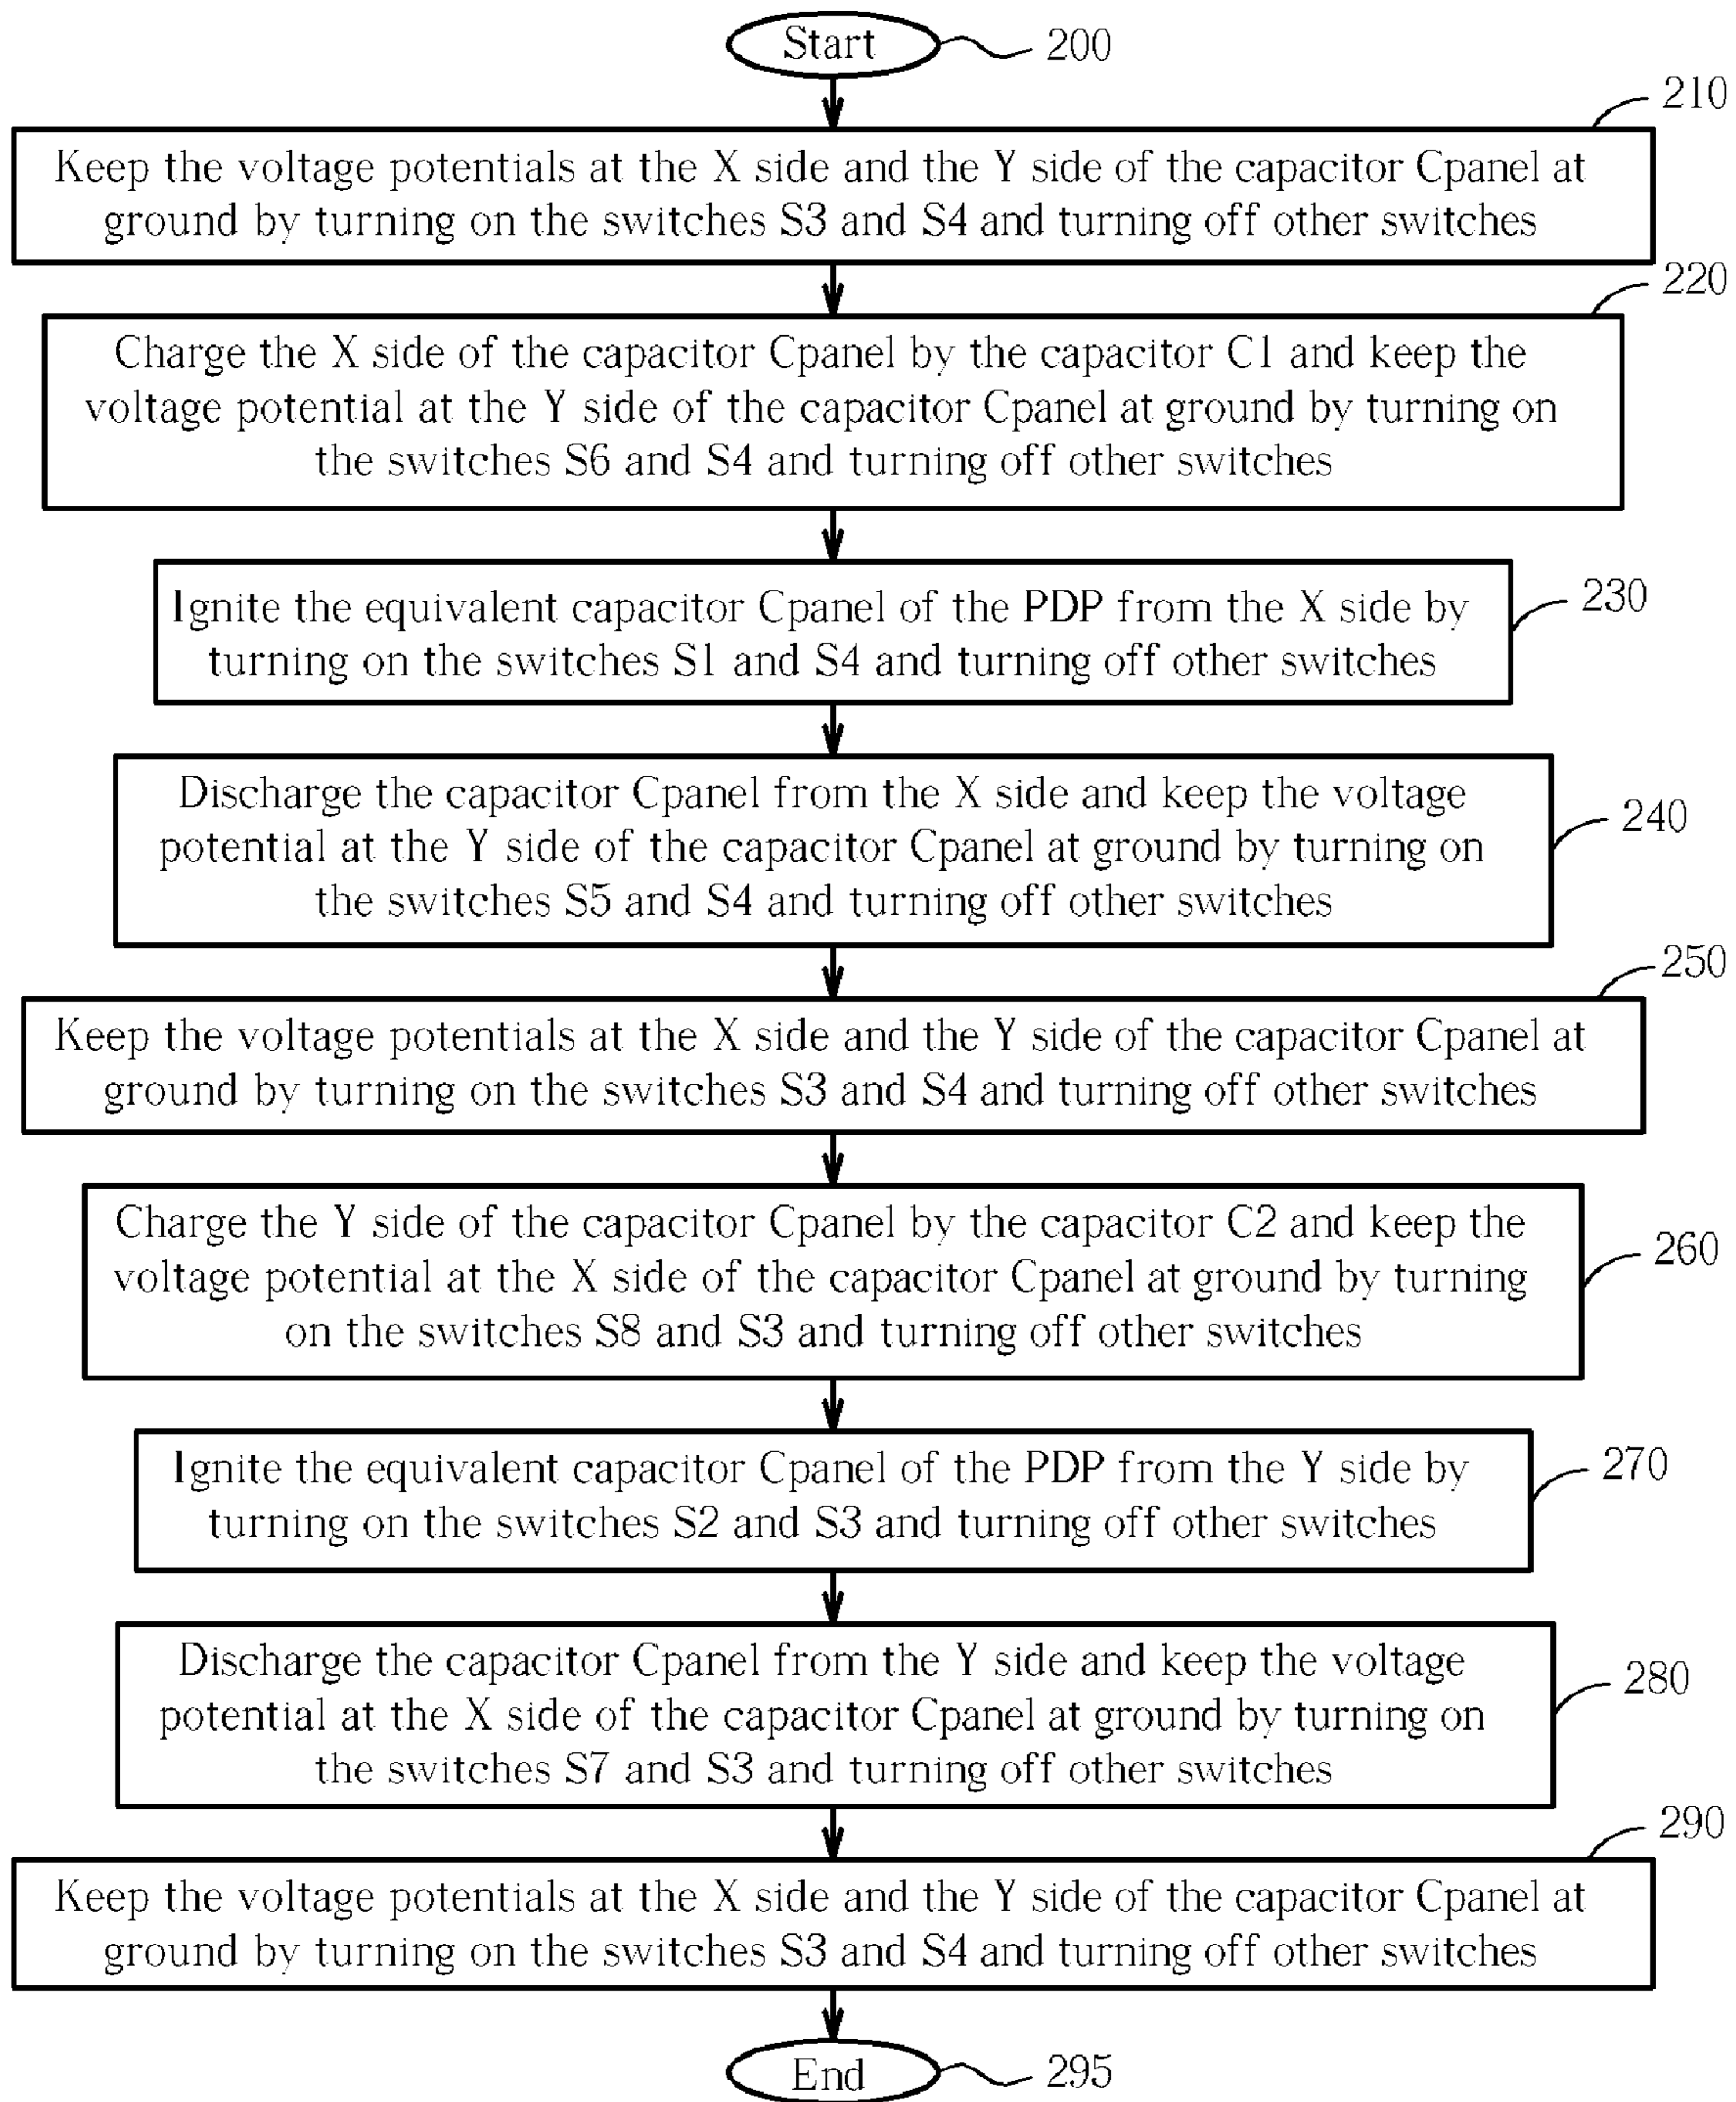 Start
200
210
Keep the voltage potentials at the X side and the Y side of the capacitor Cpanel at
ground by turning on the switches S3 and S4 and turning off other switches
220
Charge the X side of the capacitor Cpanel by the capacitor C1 and keep the
voltage potential at the Y side of the capacitor Cpanel at ground by turning on
the switches S6 and S4 and turning off other switches
230
Ignite the equivalent capacitor Cpanel of the PDP from the X side by
turning on the switches S1 and S4 and turning off other switches
240
Discharge the capacitor Cpanel from the X side and keep the voltage
potential at the Y side of the capacitor Cpanel at ground by turning on
the switches S5 and S4 and turning off other switches
250
Keep the voltage potentials at the X side and the Y side of the capacitor Cpanel at
ground by turning on the switches S3 and S4 and turning off other switches
260
Charge the Y side of the capacitor Cpanel by the capacitor C2 and keep the
voltage potential at the X side of the capacitor Cpanel at ground by turning
on the switches S8 and S3 and turning off other switches
270
Ignite the equivalent capacitor Cpanel of the PDP from the Y side by
turning on the switches S2 and S3 and turning off other switches
280
Discharge the capacitor Cpanel from the Y side and keep the voltage
potential at the X side of the capacitor Cpanel at ground by turning on
the switches S7 and S3 and turning off other switches
290
Keep the voltage potentials at the X side and the Y side of the capacitor Cpanel at
ground by turning on the switches S3 and S4 and turning off other switches
End
295